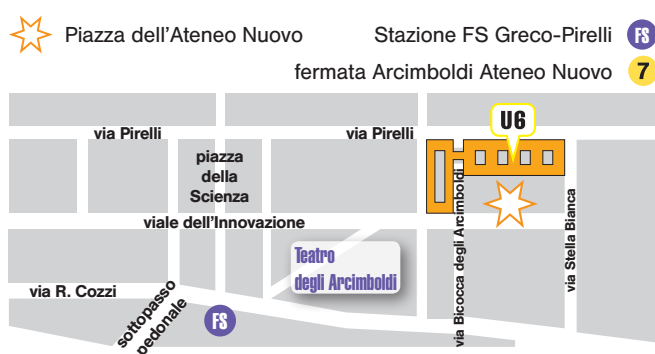 Piazza dell'Ateneo Nuovo
Stazione FS Greco-Pirelli FS
fermata Arcimboldi Ateneo Nuovo 7
U6
via Pirelli
via Pirelli
piazza
della
Scienza
viale dell'Innovazione
via Bicocca degli Arcimboldi
via Stella Bianca
Teatro
degli Arcimboldi
via R. Cozzi
sottopasso
pedonale
FS